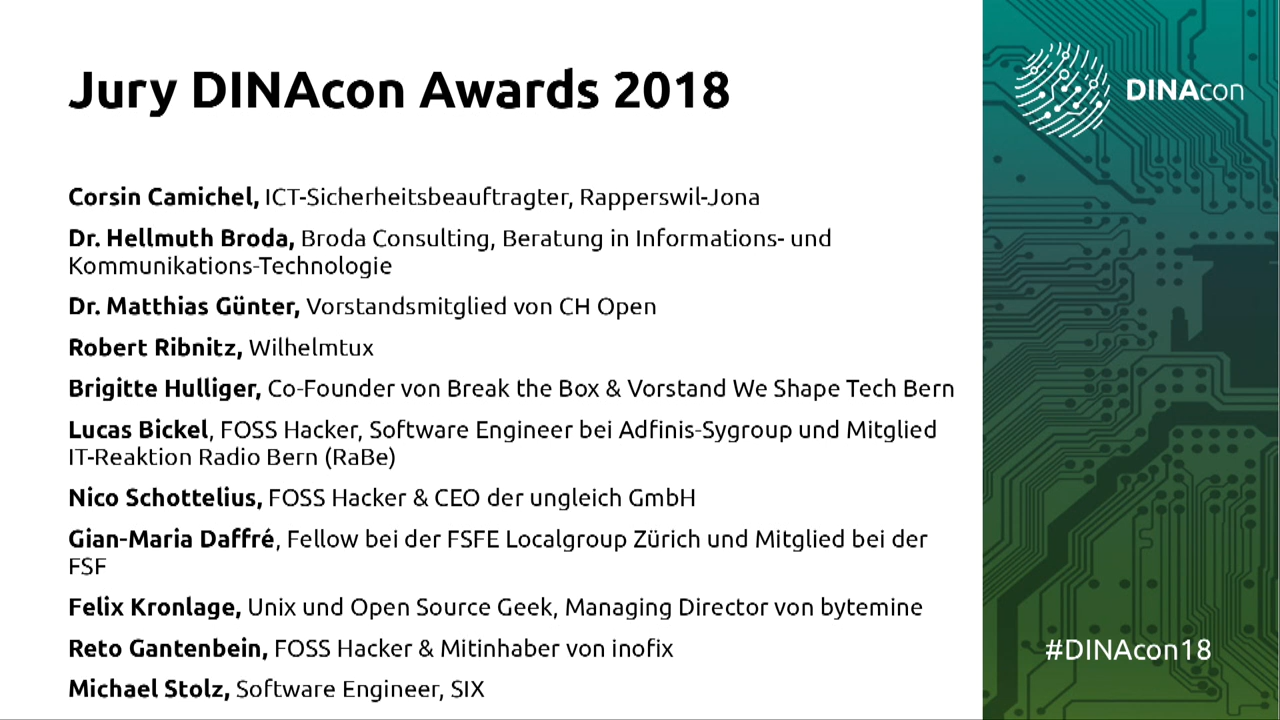 Jury DINAcon Awards 2018
Corsin Camichel, ICT-Sicherheitsbeauftragter, Rapperswil-Jona
Dr. Hellmuth Broda, Broda Consulting, Beratung in Informations- und
Kommunikations-Technologie
Dr. Matthias Günter, Vorstandsmitglied von CH Open
Robert Ribnitz, Wilhelmtux
Brigitte Hulliger, Co-Founder von Break the Box & Vorstand We Shape Tech Bern
Lucas Bickel, FOSS Hacker, Software Engineer bei Adfinis-Sygroup und Mitglied
IT-Reaktion Radio Bern (RaBe)
Nico Schottelius, FOSS Hacker & CEO der ungleich GmbH
Gian-Maria Daffré, Fellow bei der FSFE Localgroup Zürich und Mitglied bei der
FSF
Felix Kronlage, Unix und Open Source Geek, Managing Director von bytemine
Reto Gantenbein, FOSS Hacker & Mitinhaber von inofix
Michael Stolz, Software Engineer, SIX
DINAcon
#DINAcon18